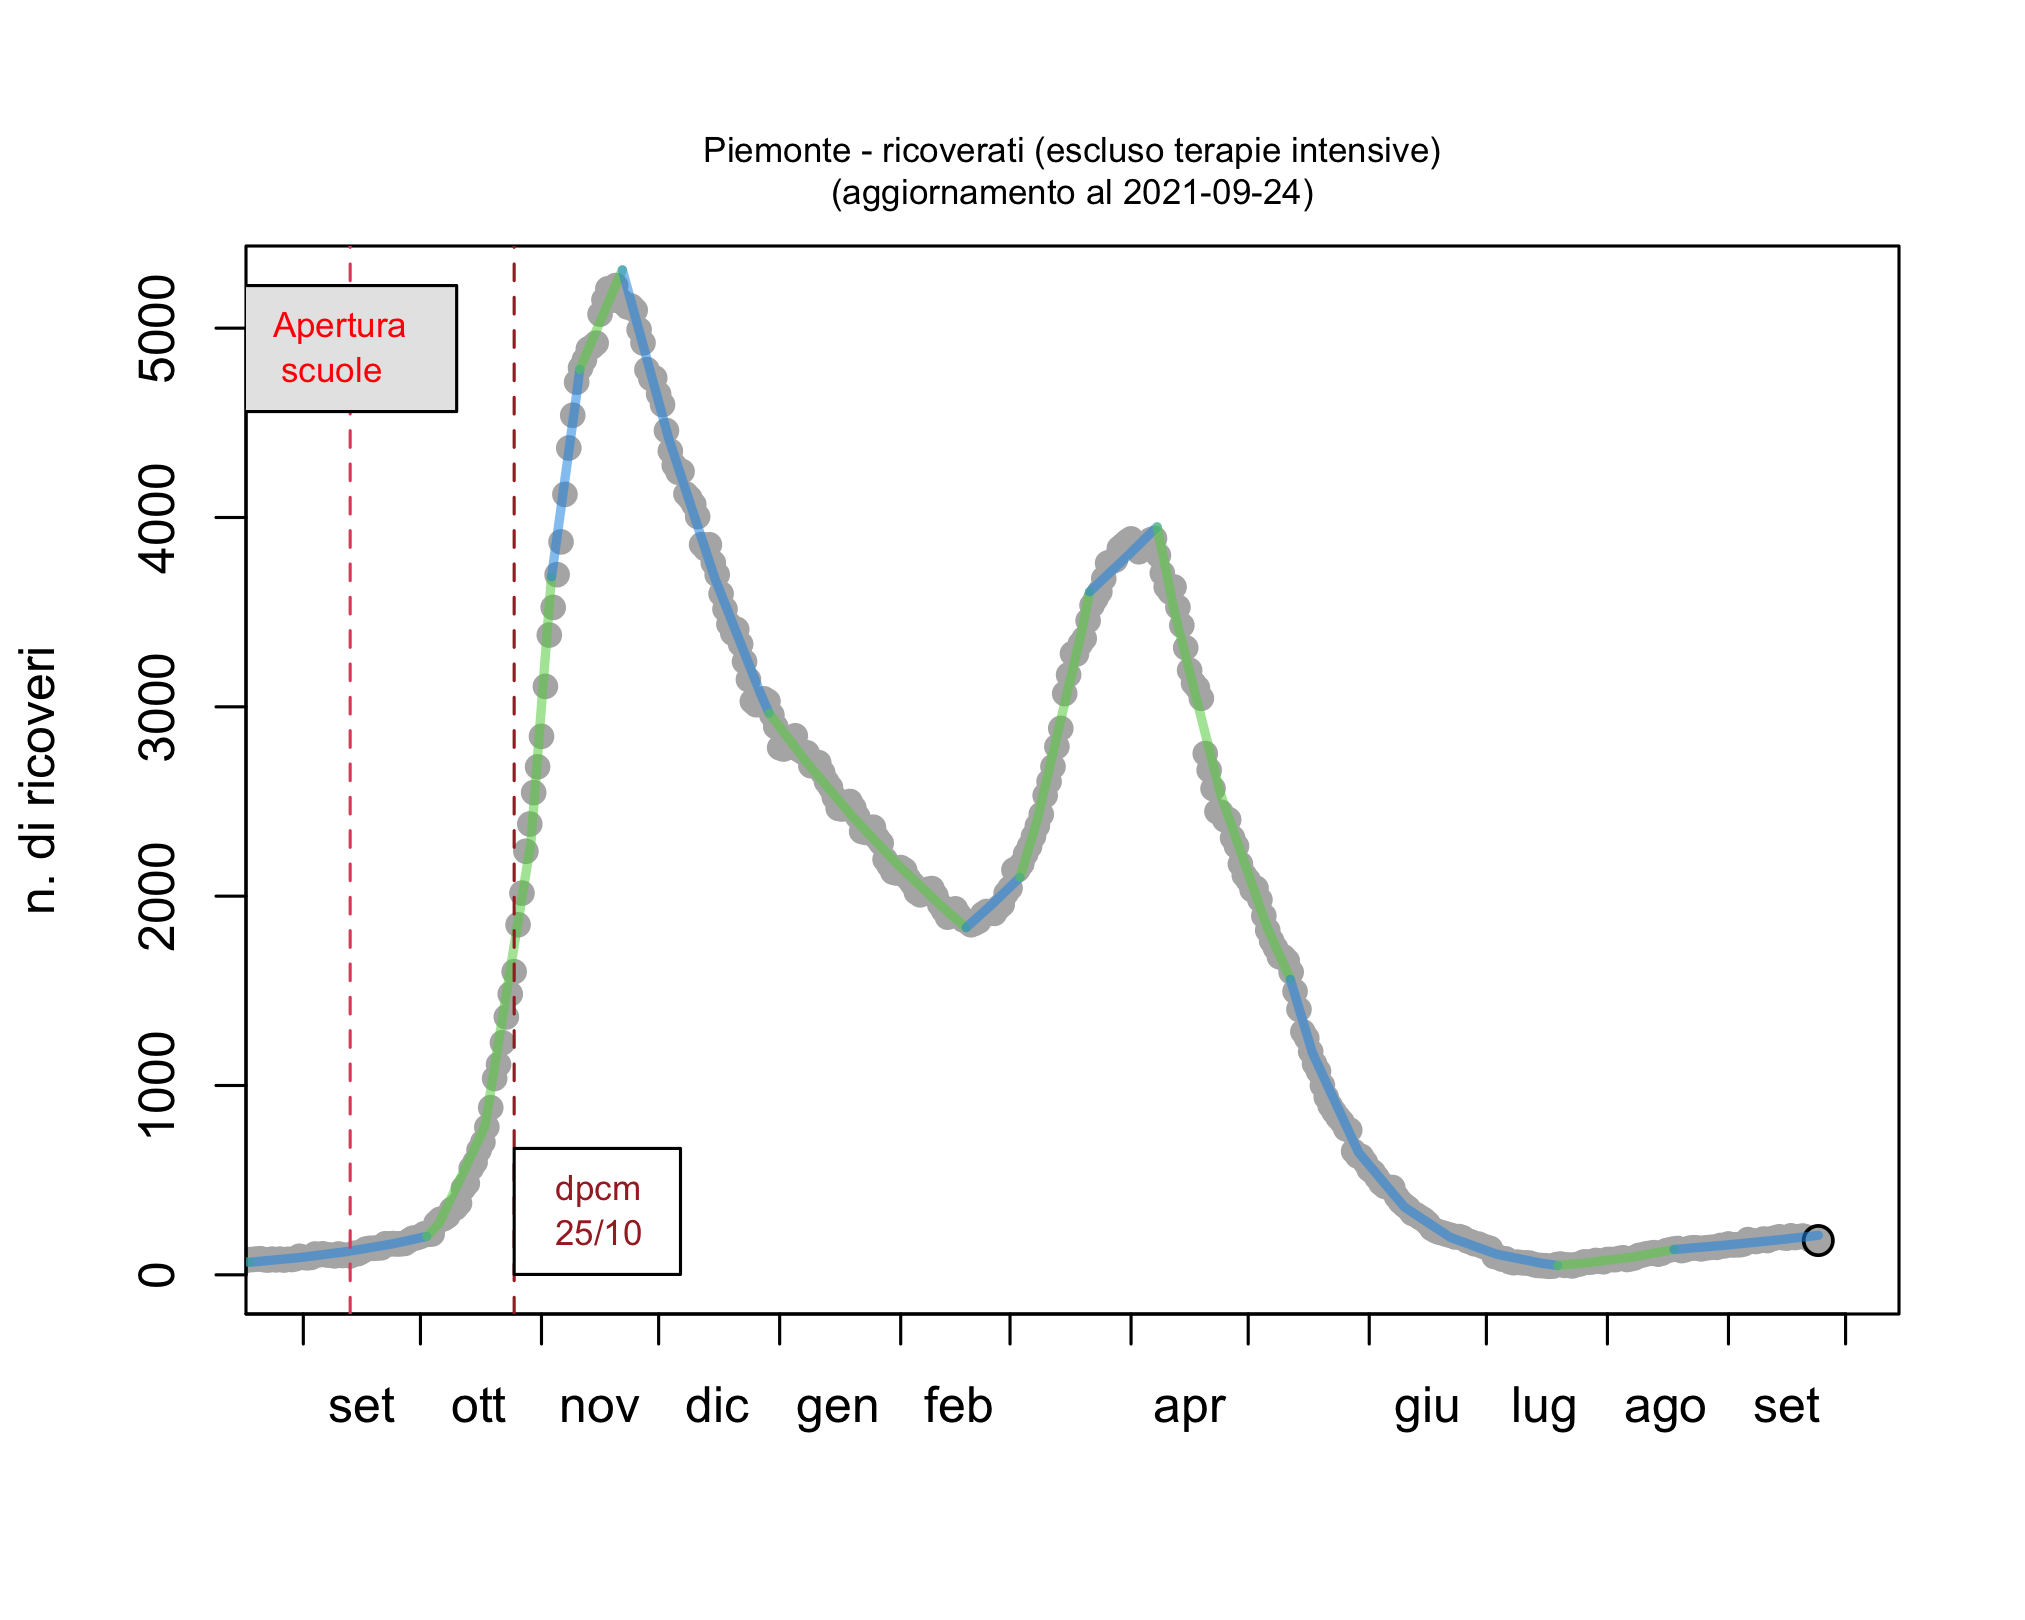 Piemonte - ricoverati (escluso terapie intensive)
(aggiornamento al 2021-09-24)
n. di ricoveri
5000
4000
3000
2000
1000
0
Apertura
scuole
dpcm
25/10
set ott nov dic gen feb apr giu lug ago set